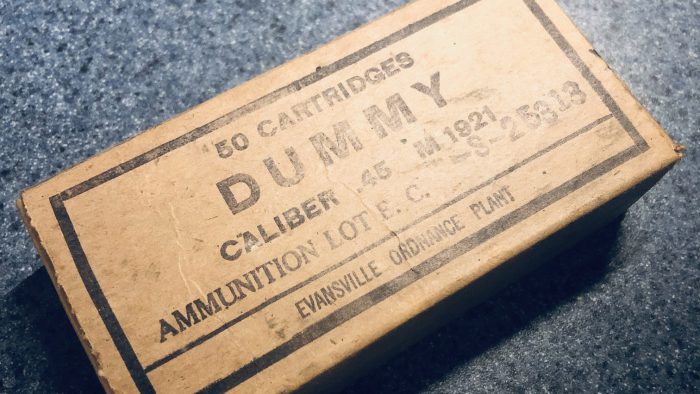 50 CARTRIDGES
DUMMY
CALIBER .45 M 1921
AMMUNITION LOT E. C. -S-25313
EVANSVILLE ORDNANCE PLANT